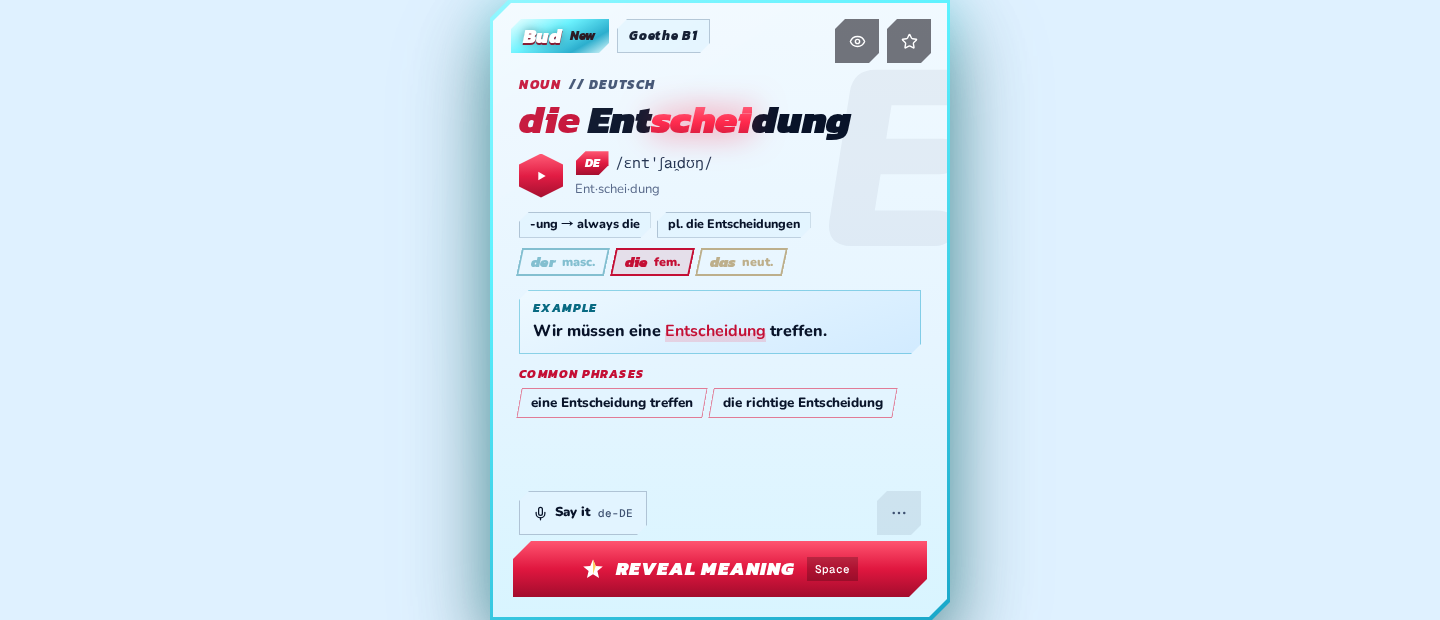 Bud New Goethe B1
NOUN // DEUTSCH
die Entscheidung
DE /ɛntˈʃaɪ̯dʊŋ/
Ent·schei·dung
-ung → always die pl. die Entscheidungen
der masc. die fem. das neut.
EXAMPLE
Wir müssen eine Entscheidung treffen.
COMMON PHRASES
eine Entscheidung treffen die richtige Entscheidung
Say it de-DE
REVEAL MEANING Space